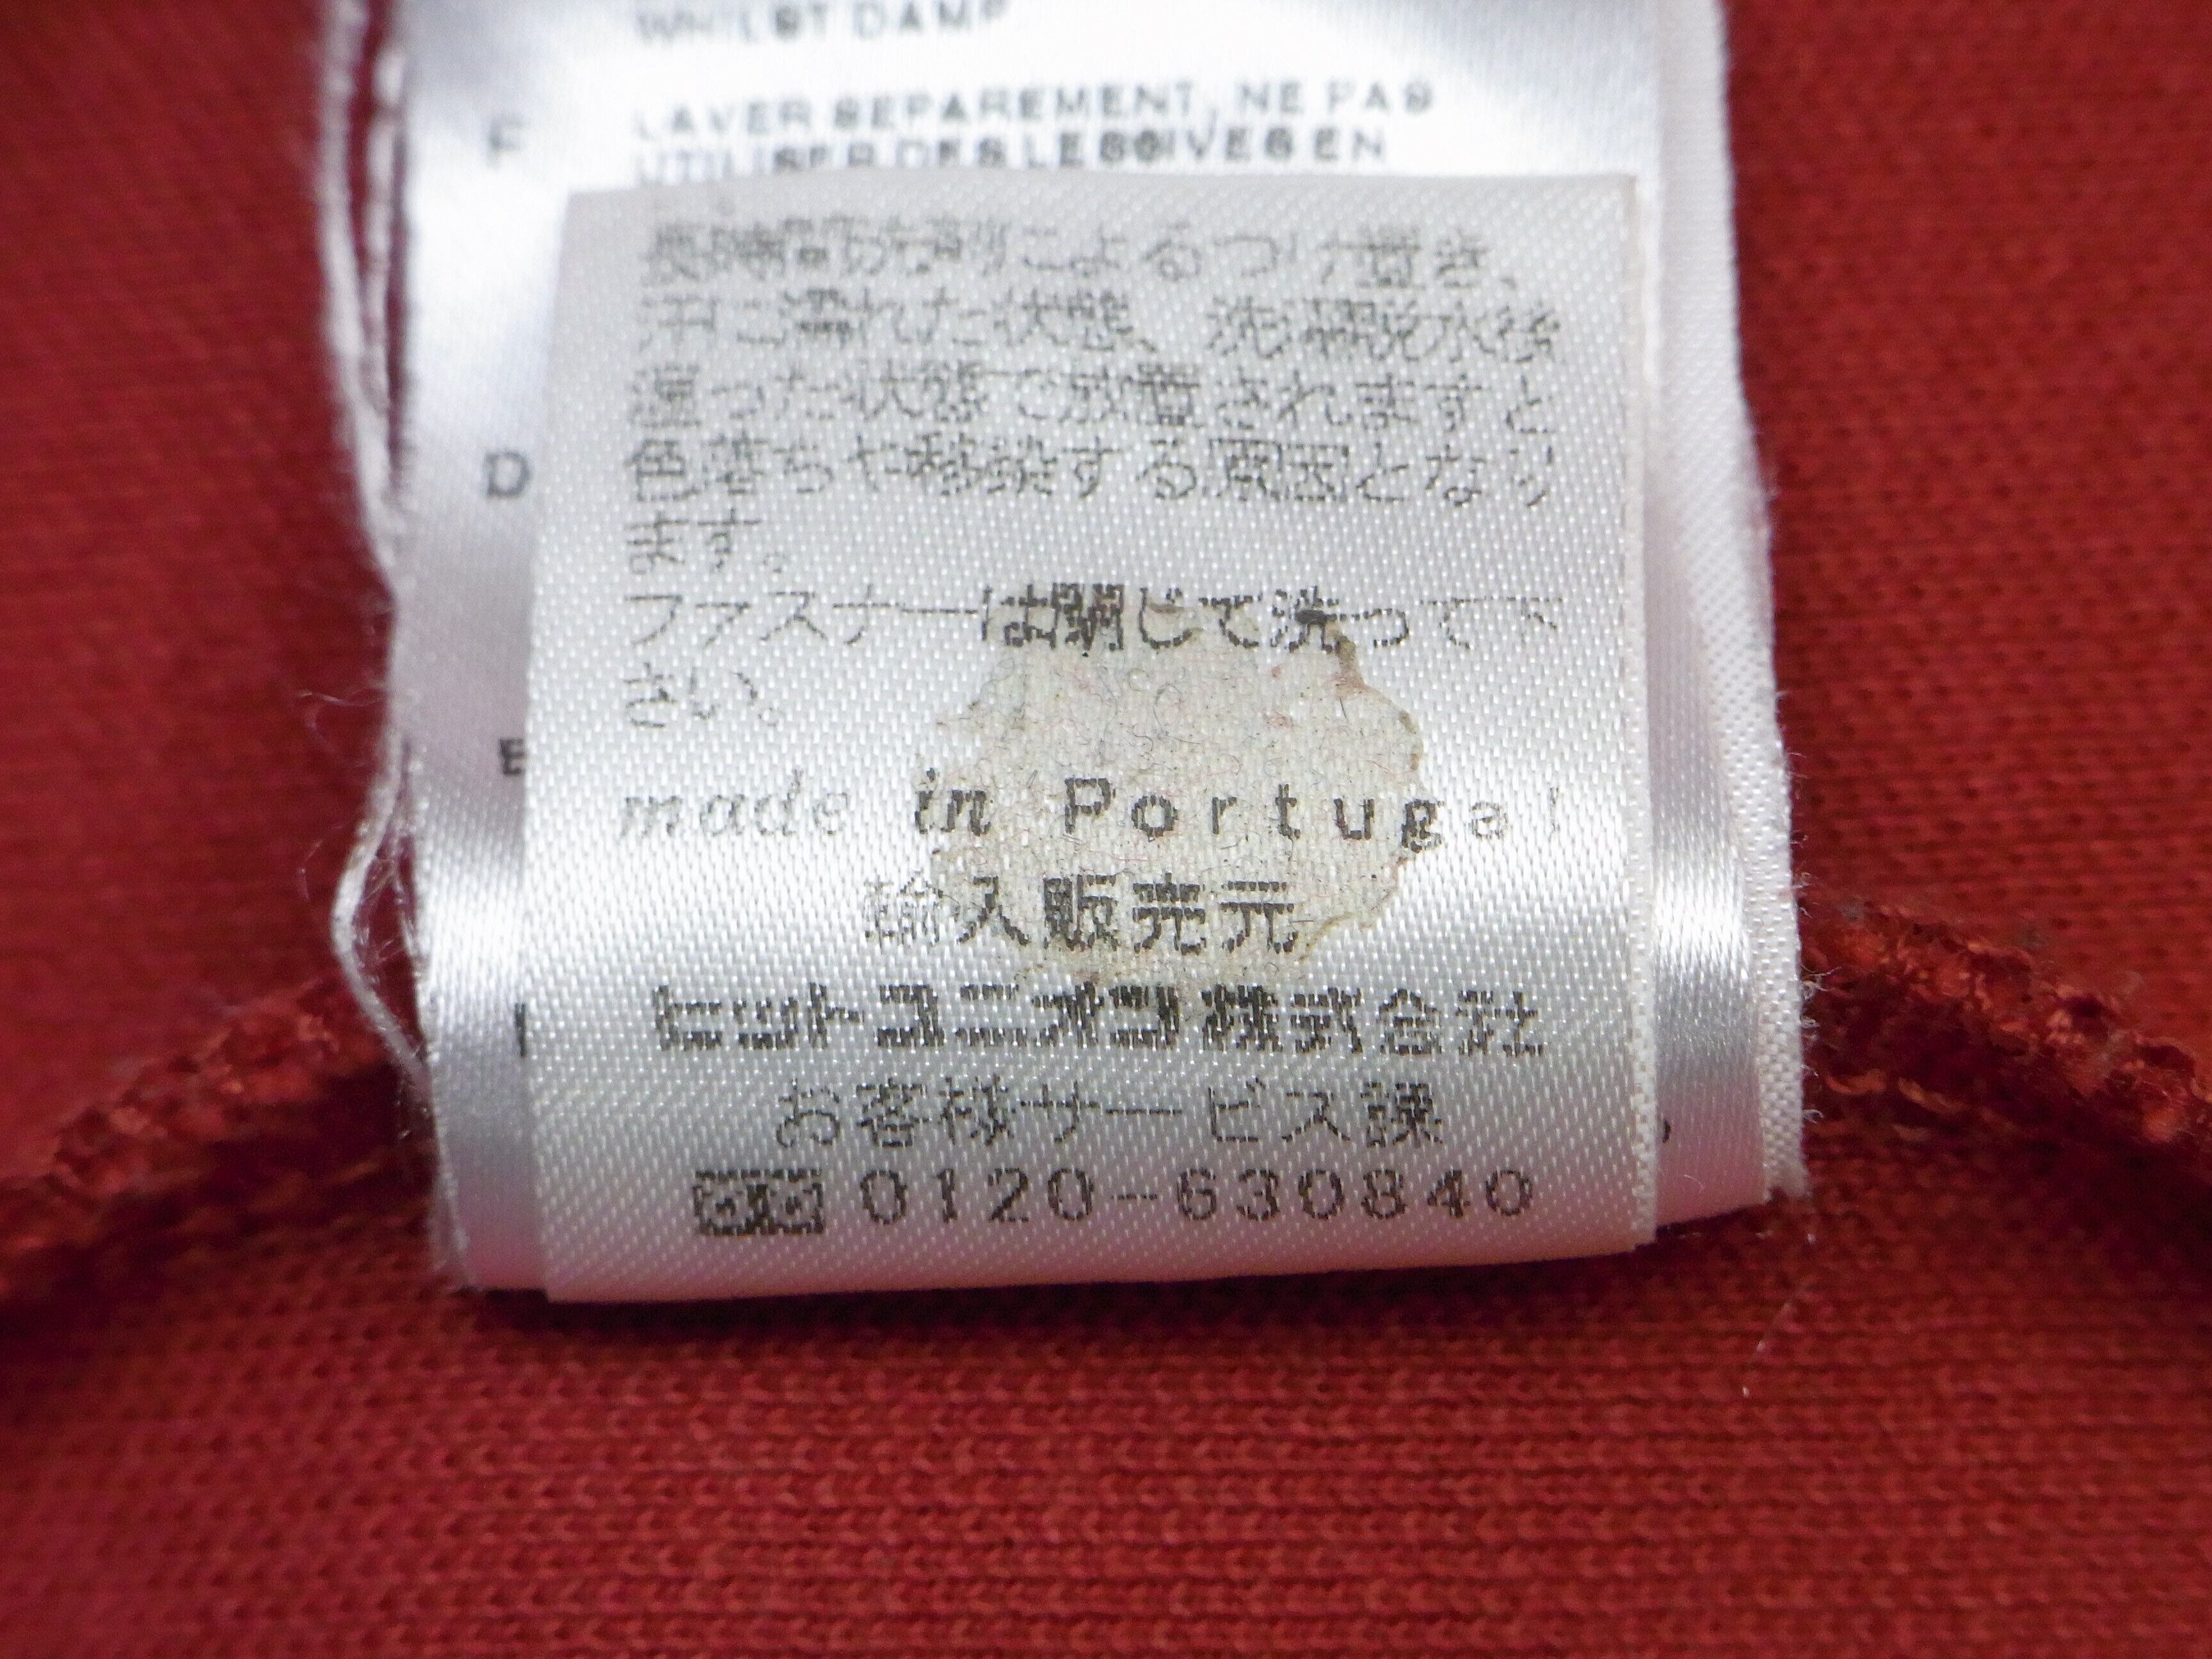 WHILST DAMP
F LAVER SEPAREMENT, NE PAS
UTILISER DES LESSIVES EN
長時間の洗剤によるつけ置き、
汗に濡れた状態、洗濯脱水後
湿った状態で放置されますと
D
色落ちや移染する原因となり
ます。
ファスナーは閉じて洗って下
さい。
E
made in Portugal
輸入販売元
I
ヒットユニオン株式会社
お客様サービス課
0120-630840